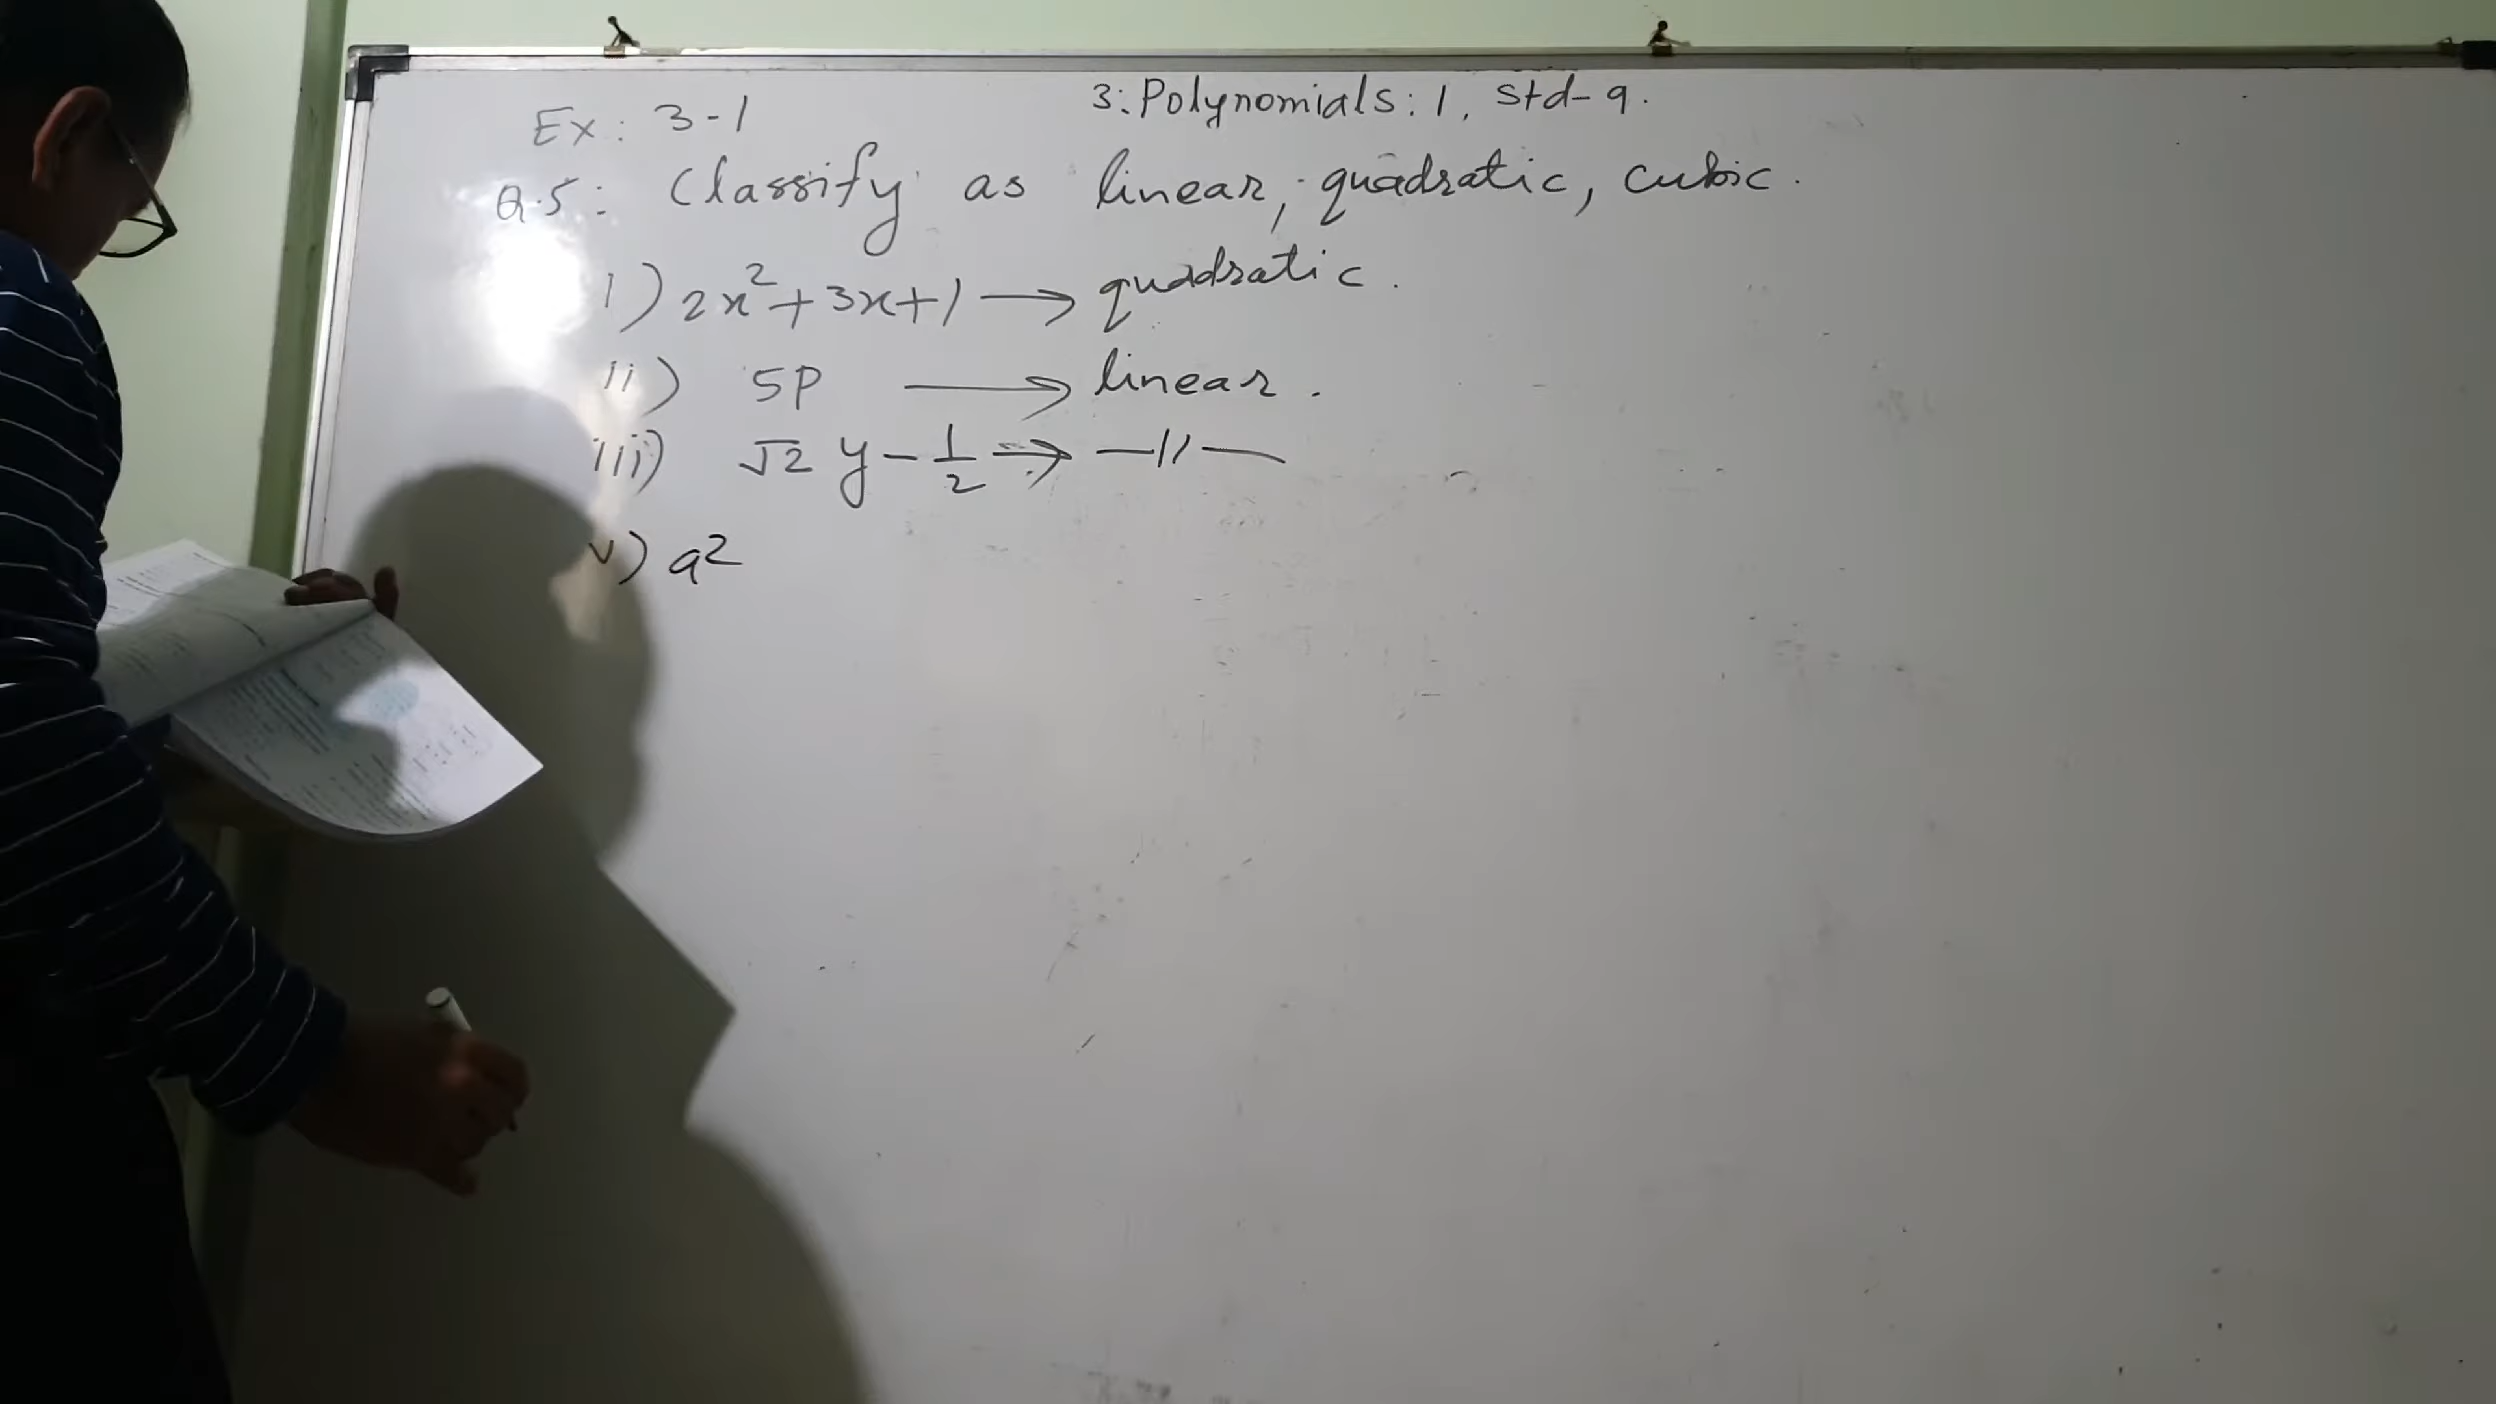 3: Polynomials: 1, Std-9.
Ex: 3-1
Q.5: Classify as linear, quadratic, cubic.
i) 2x²+3x+1 → quadratic.
ii) 5p → linear.
iii) √2 y - 1/2 → —〃—
v) a2